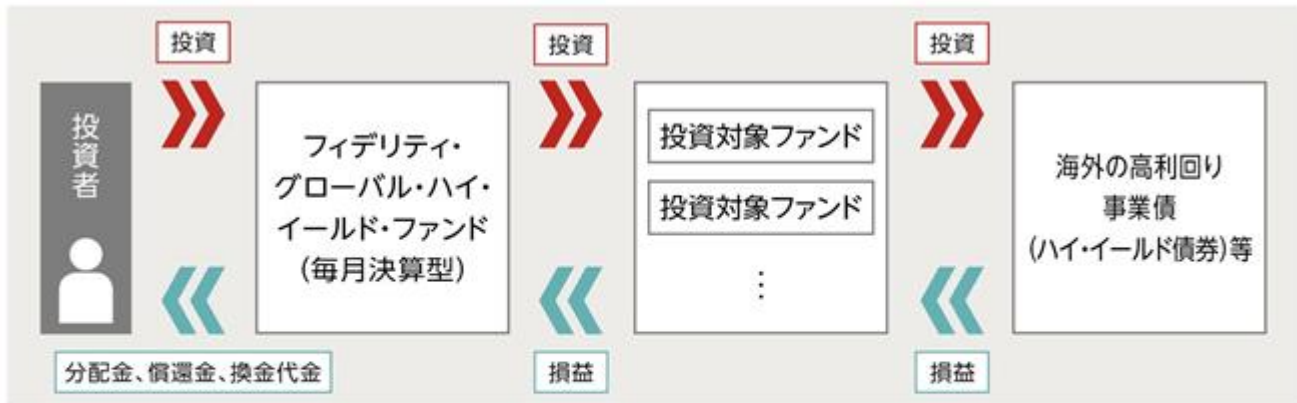 投資
投資
投資
投資者
フィデリティ・
グローバル・ハイ・
イールド・ファンド
(毎月決算型)
投資対象ファンド
投資対象ファンド
⋮
海外の高利回り
事業債
(ハイ・イールド債券)等
分配金、償還金、換金代金
損益
損益